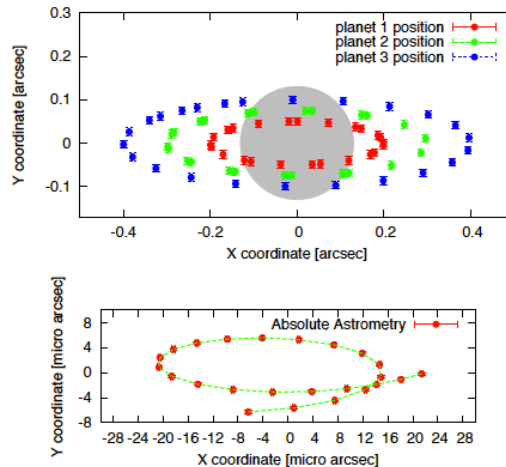 planet 1 position
planet 2 position
planet 3 position
0.3
0.2
0.1
0
-0.1
-0.4 -0.2 0.0 0.2 0.4
Y coordinate [arcsec]
X coordinate [arcsec]
Absolute Astrometry
8
4
0
-4
-8
-28 -24 -20 -16 -12 -8 -4 0 4 8 12 16 20 24 28
Y coordinate [micro arcsec]
X coordinate [micro arcsec]